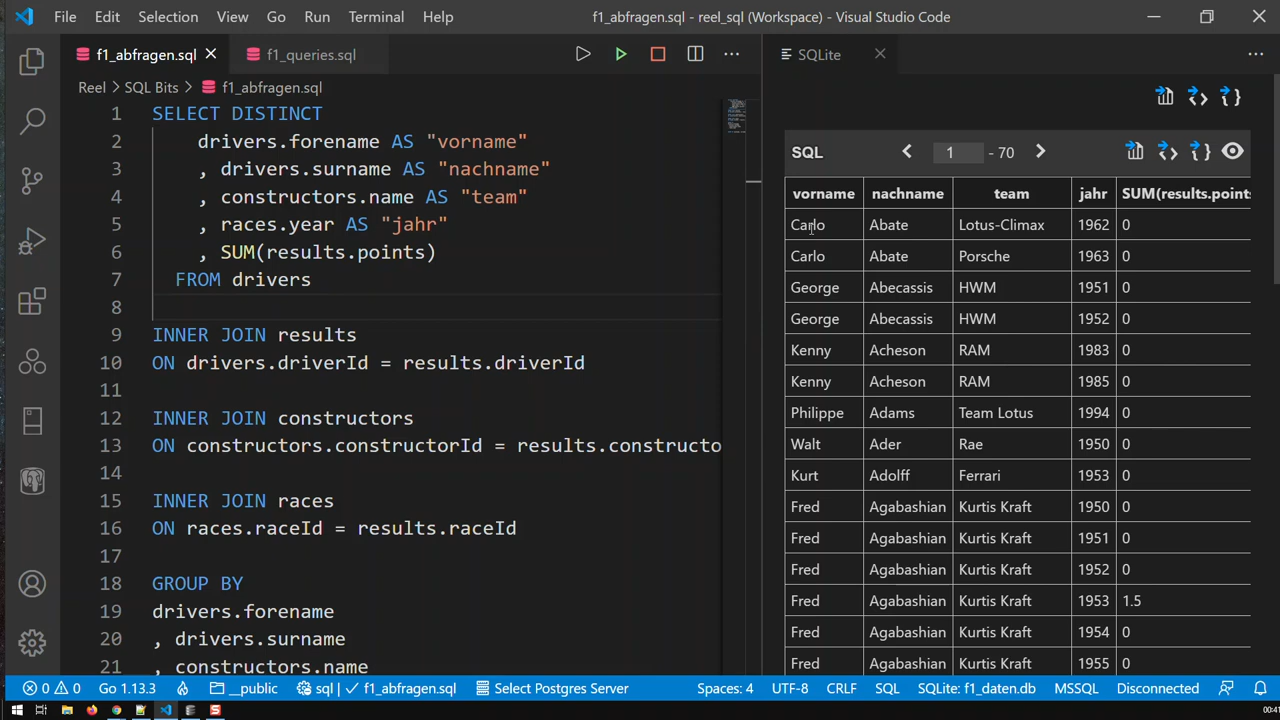 File Edit Selection View Go Run Terminal Help f1_abfragen.sql - reel_sql (Workspace) - Visual Studio Code
f1_abfragen.sql f1_queries.sql SQLite
Reel SQL Bits f1_abfragen.sql
1 SELECT DISTINCT
2 drivers.forename AS "vorname"
3 , drivers.surname AS "nachname"
4 , constructors.name AS "team"
5 , races.year AS "jahr"
6 , SUM(results.points)
7 FROM drivers
8
9 INNER JOIN results
10 ON drivers.driverId = results.driverId
11
12 INNER JOIN constructors
13 ON constructors.constructorId = results.constructo
14
15 INNER JOIN races
16 ON races.raceId = results.raceId
17
18 GROUP BY
19 drivers.forename
20 , drivers.surname
21 , constructors.name
SQL 1 - 70
vorname nachname team jahr SUM(results.points
Carlo Abate Lotus-Climax 1962 0
Carlo Abate Porsche 1963 0
George Abecassis HWM 1951 0
George Abecassis HWM 1952 0
Kenny Acheson RAM 1983 0
Kenny Acheson RAM 1985 0
Philippe Adams Team Lotus 1994 0
Walt Ader Rae 1950 0
Kurt Adolff Ferrari 1953 0
Fred Agabashian Kurtis Kraft 1950 0
Fred Agabashian Kurtis Kraft 1951 0
Fred Agabashian Kurtis Kraft 1952 0
Fred Agabashian Kurtis Kraft 1953 1.5
Fred Agabashian Kurtis Kraft 1954 0
Fred Agabashian Kurtis Kraft 1955 0
0 0 Go 1.13.3 __public sql | ✓ f1_abfragen.sql Select Postgres Server Spaces: 4 UTF-8 CRLF SQL SQLite: f1_daten.db MSSQL Disconnected
00:41